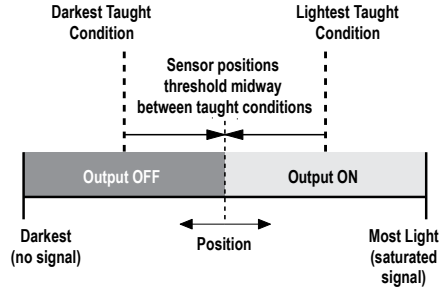 Darkest Taught
Condition
Lightest Taught
Condition
Sensor positions
threshold midway
between taught conditions
Output OFF
Output ON
Darkest
(no signal)
Position
Most Light
(saturated
signal)